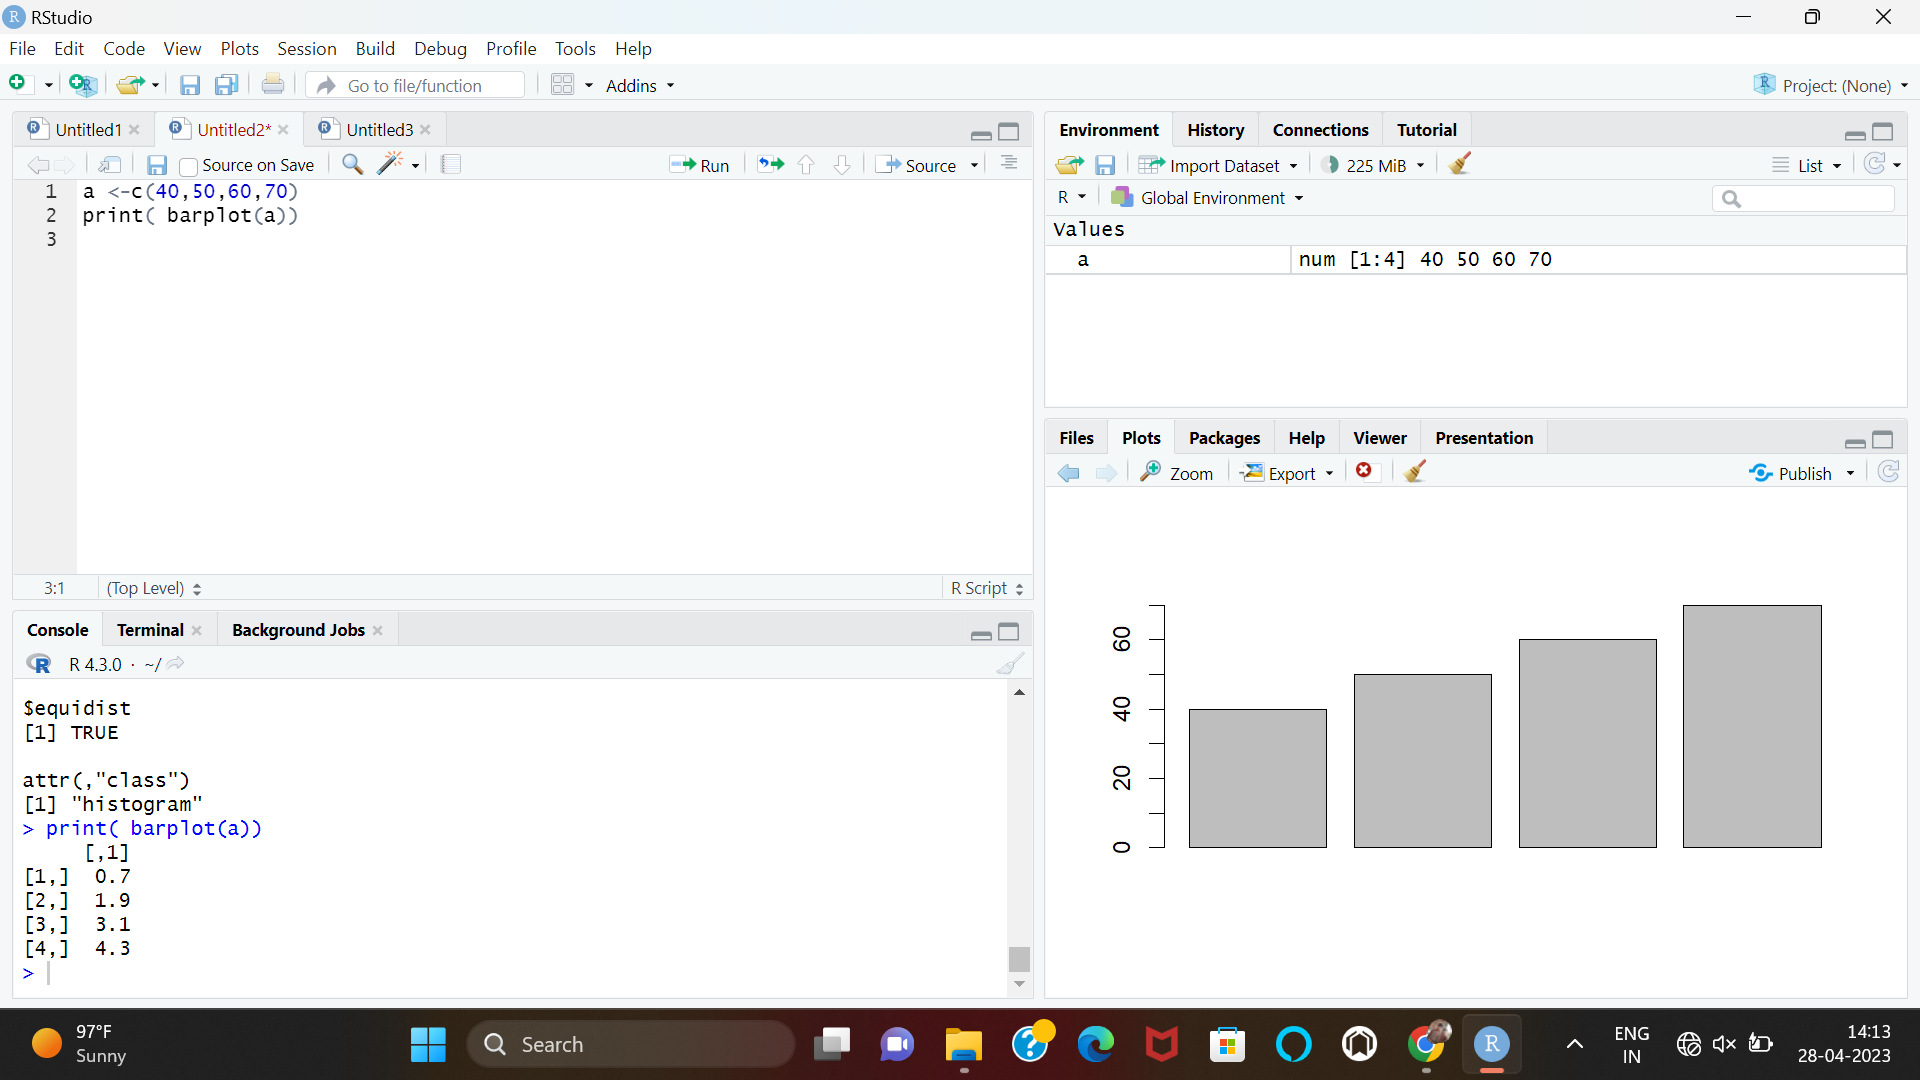 RStudio
File Edit Code View Plots Session Build Debug Profile Tools Help
Go to file/function Addins Project: (None)
Untitled1 Untitled2* Untitled3
Source on Save Run Source
1 a <-c(40,50,60,70)
2 print( barplot(a))
3
3:1 (Top Level) R Script
Console Terminal Background Jobs
R 4.3.0 · ~/
$equidist
[1] TRUE
attr(,"class")
[1] "histogram"
> print( barplot(a))
[,1]
[1,] 0.7
[2,] 1.9
[3,] 3.1
[4,] 4.3
>
Environment History Connections Tutorial
Import Dataset 225 MiB List
R Global Environment
Values
a num [1:4] 40 50 60 70
Files Plots Packages Help Viewer Presentation
Zoom Export Publish
60
40
20
0
97°F
Sunny
Search
R
ENG
IN
14:13
28-04-2023